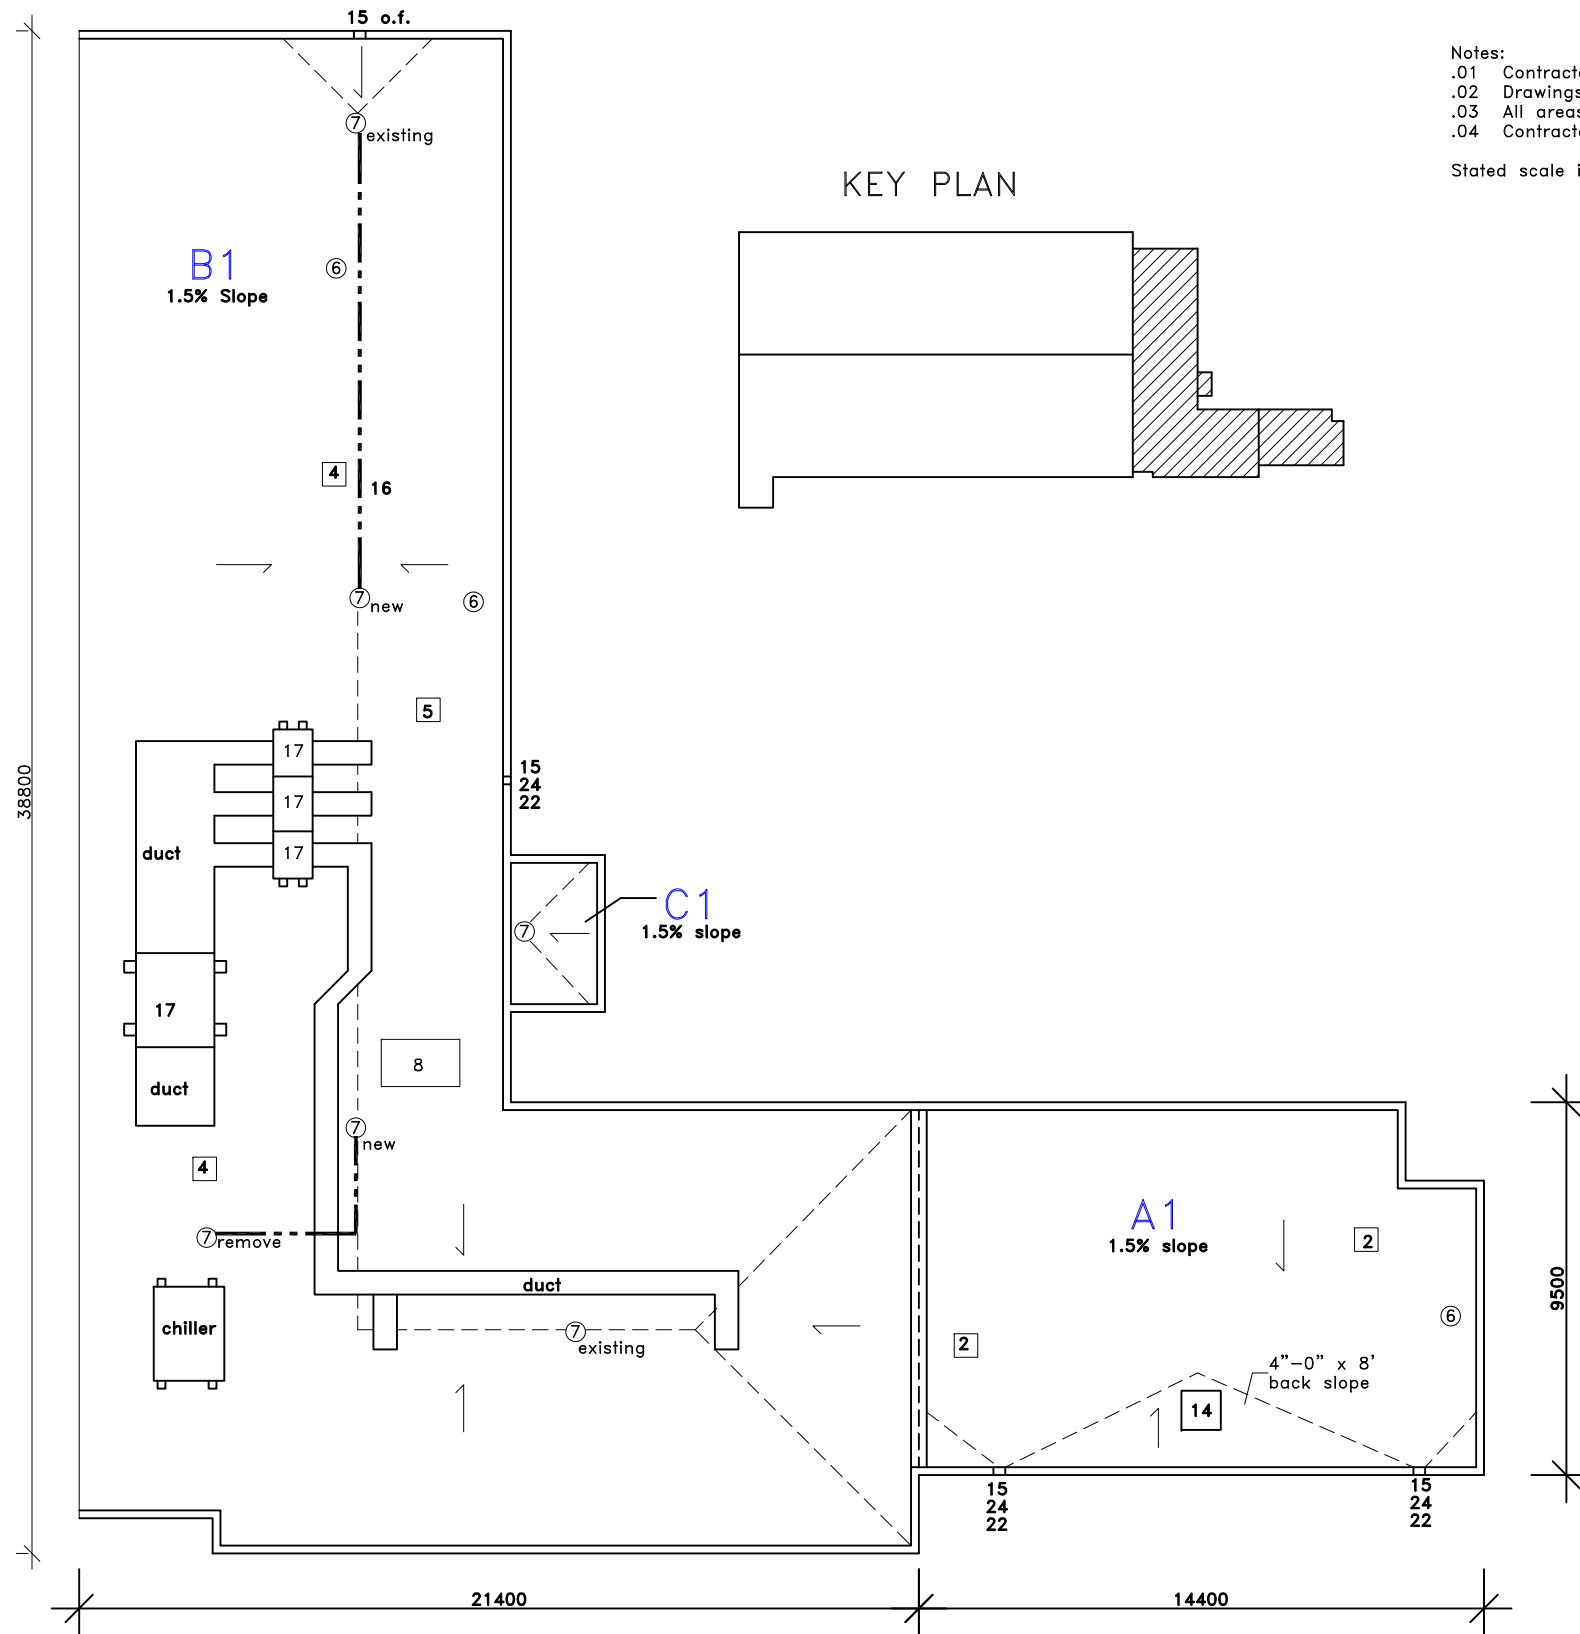 15 o.f.
Notes:
.01 Contract
.02 Drawings
.03 All areas
.04 Contract
Stated scale i
7
existing
KEY PLAN
B1
1.5% Slope
6
4
16
7
new
6
5
17
15
24
22
17
17
duct
38800
C1
1.5% slope
7
17
8
duct
7
new
4
7
remove
A1
1.5% slope
2
duct
9500
chiller
7
existing
2
6
4"-0" x 8'
back slope
14
15
24
22
15
24
22
21400
14400